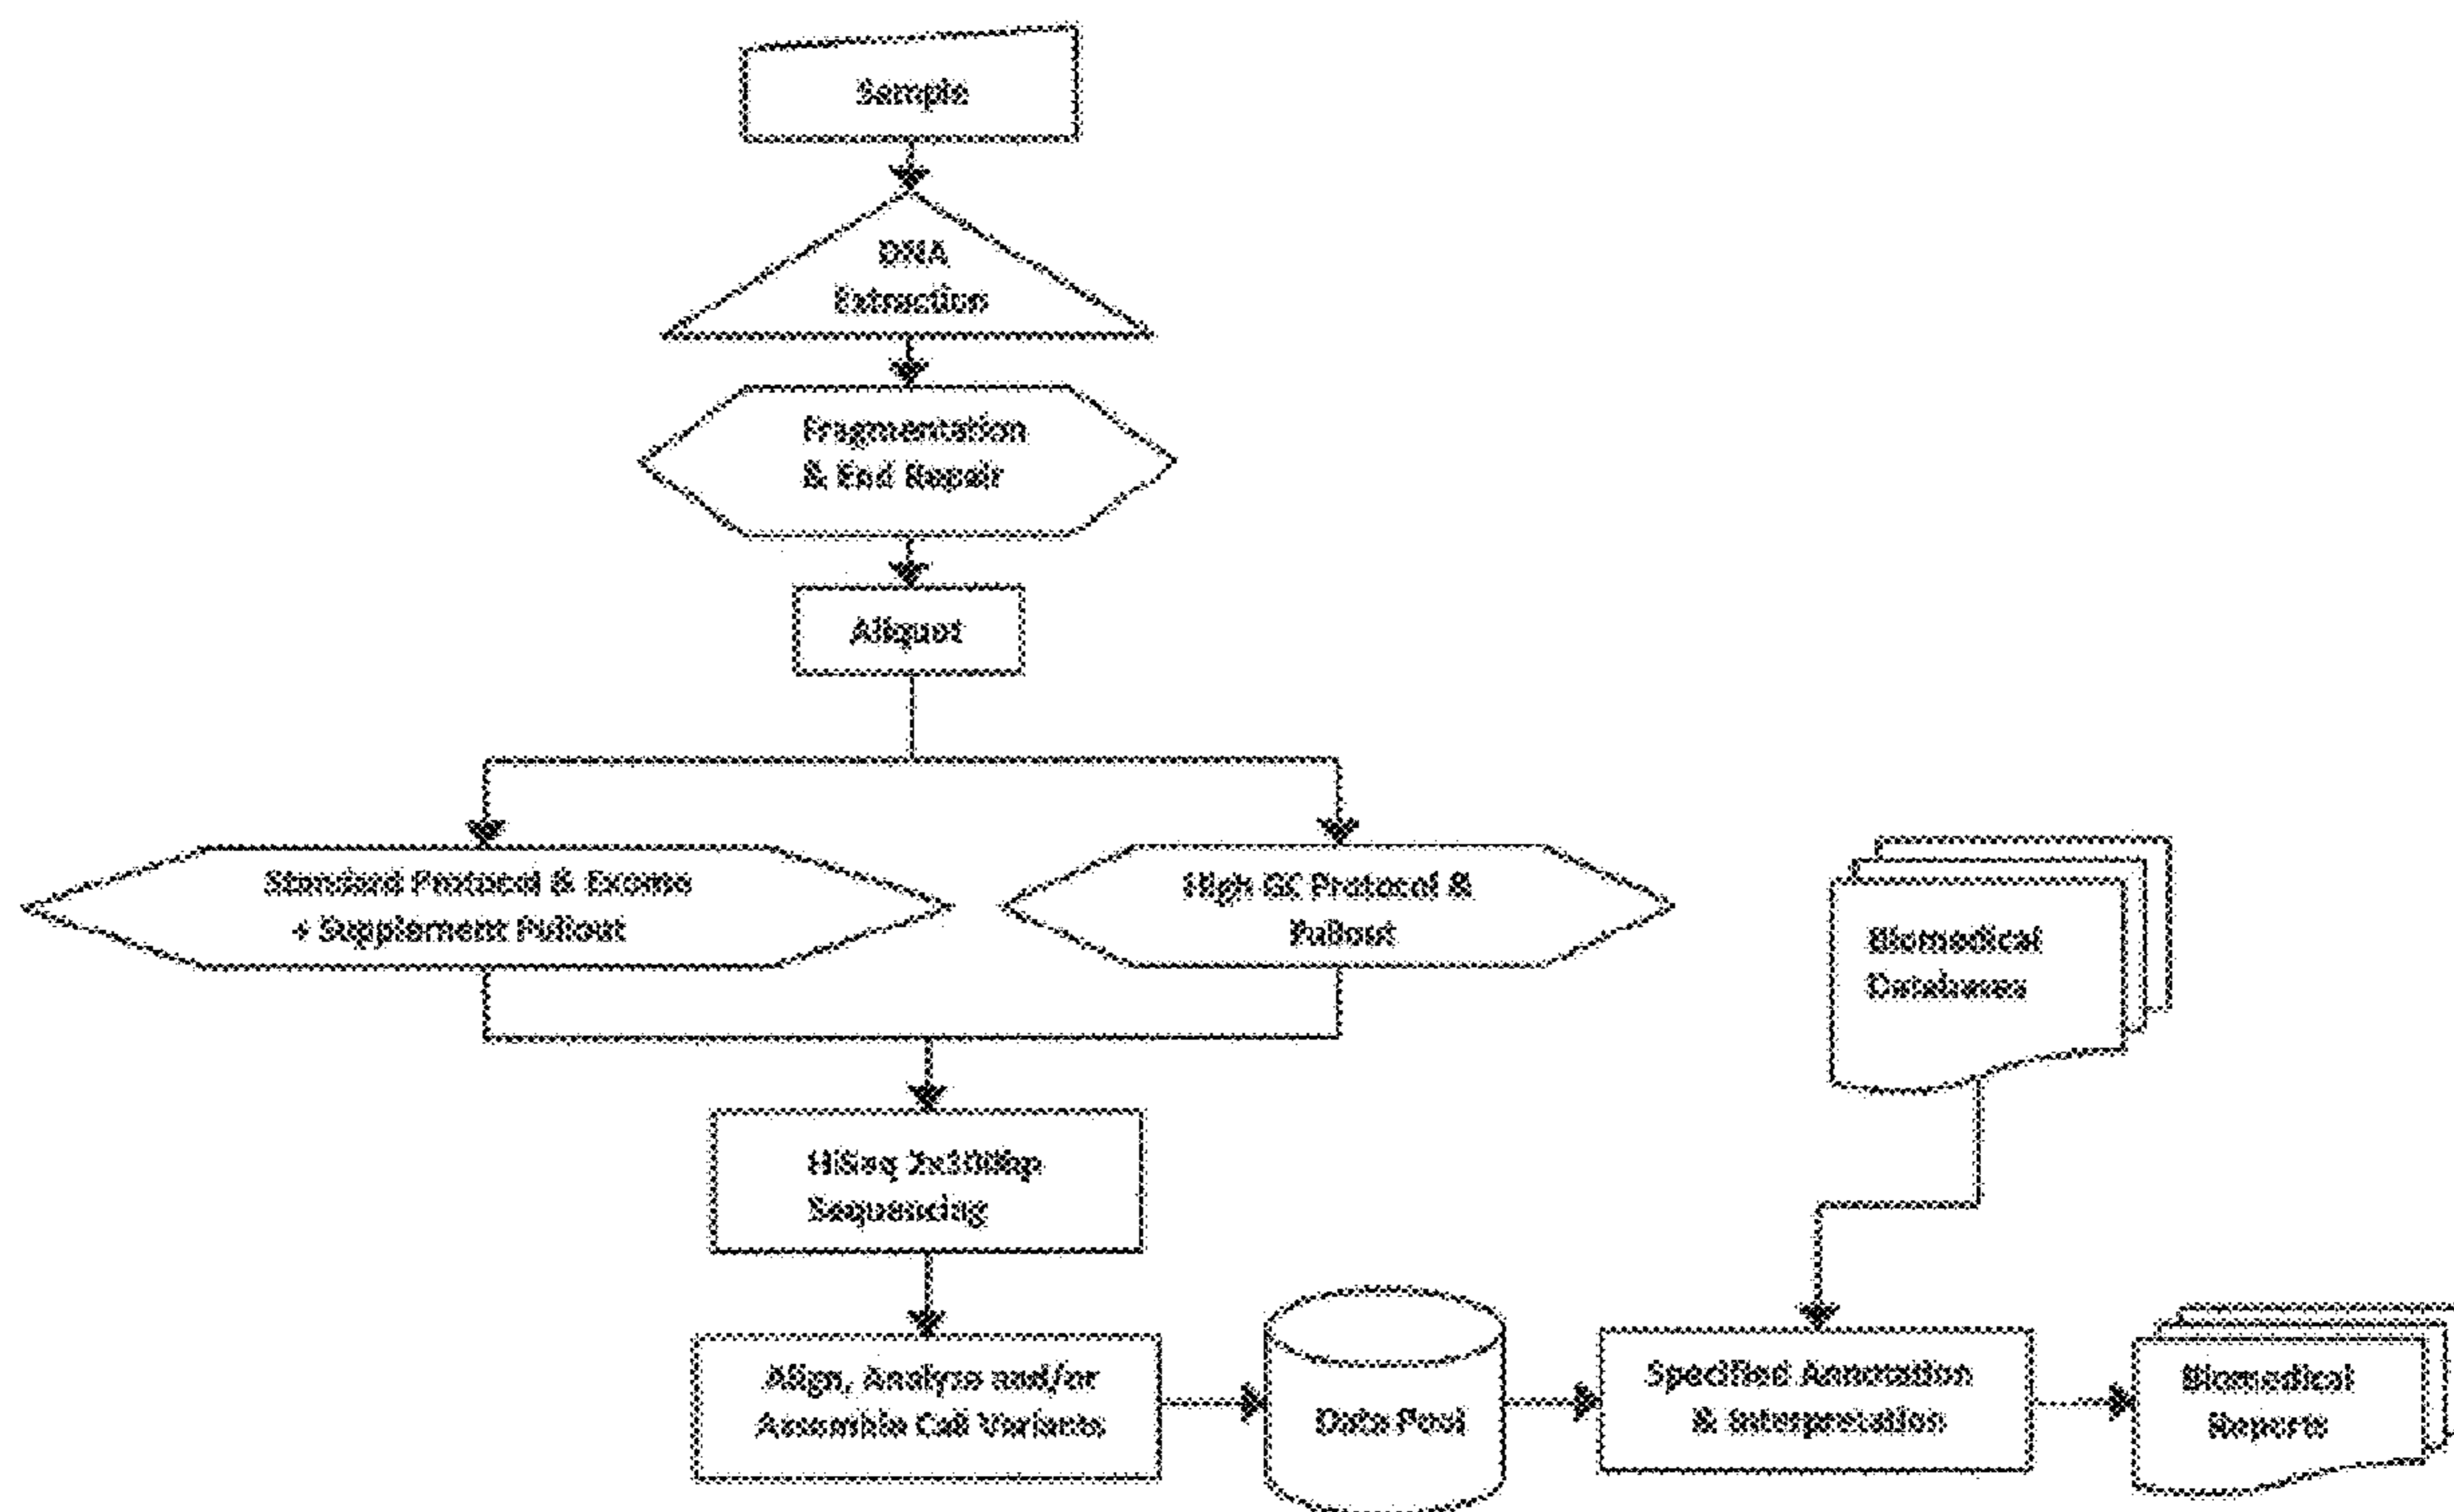 Sample
DNA
Extraction
Fragmentation
& End Repair
Aliquot
Standard Protocol & Exome
+ Supplement Pullout
High GC Protocol &
Pullout
Biomedical
Databases
HiSeq 2x100bp
Sequencing
Align, Analyze and/or
Assemble Call Variants
Data Pool
Specified Annotation
& Interpretation
Biomedical
Reports